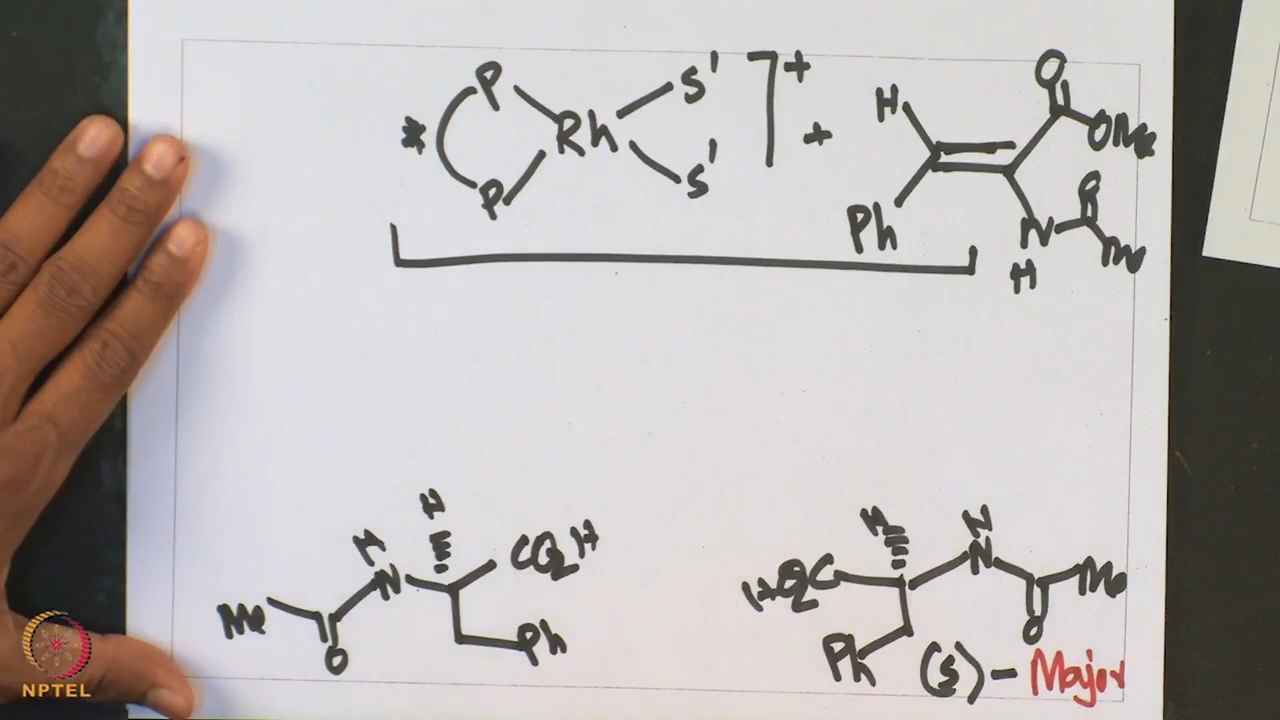 P S' ]+
* Rh +
P S'
O
H OMe
Ph N O
H Me
H H
N CO2H
Me O Ph
H H
HO2C N Me
Ph O
(S)- Major
NPTEL